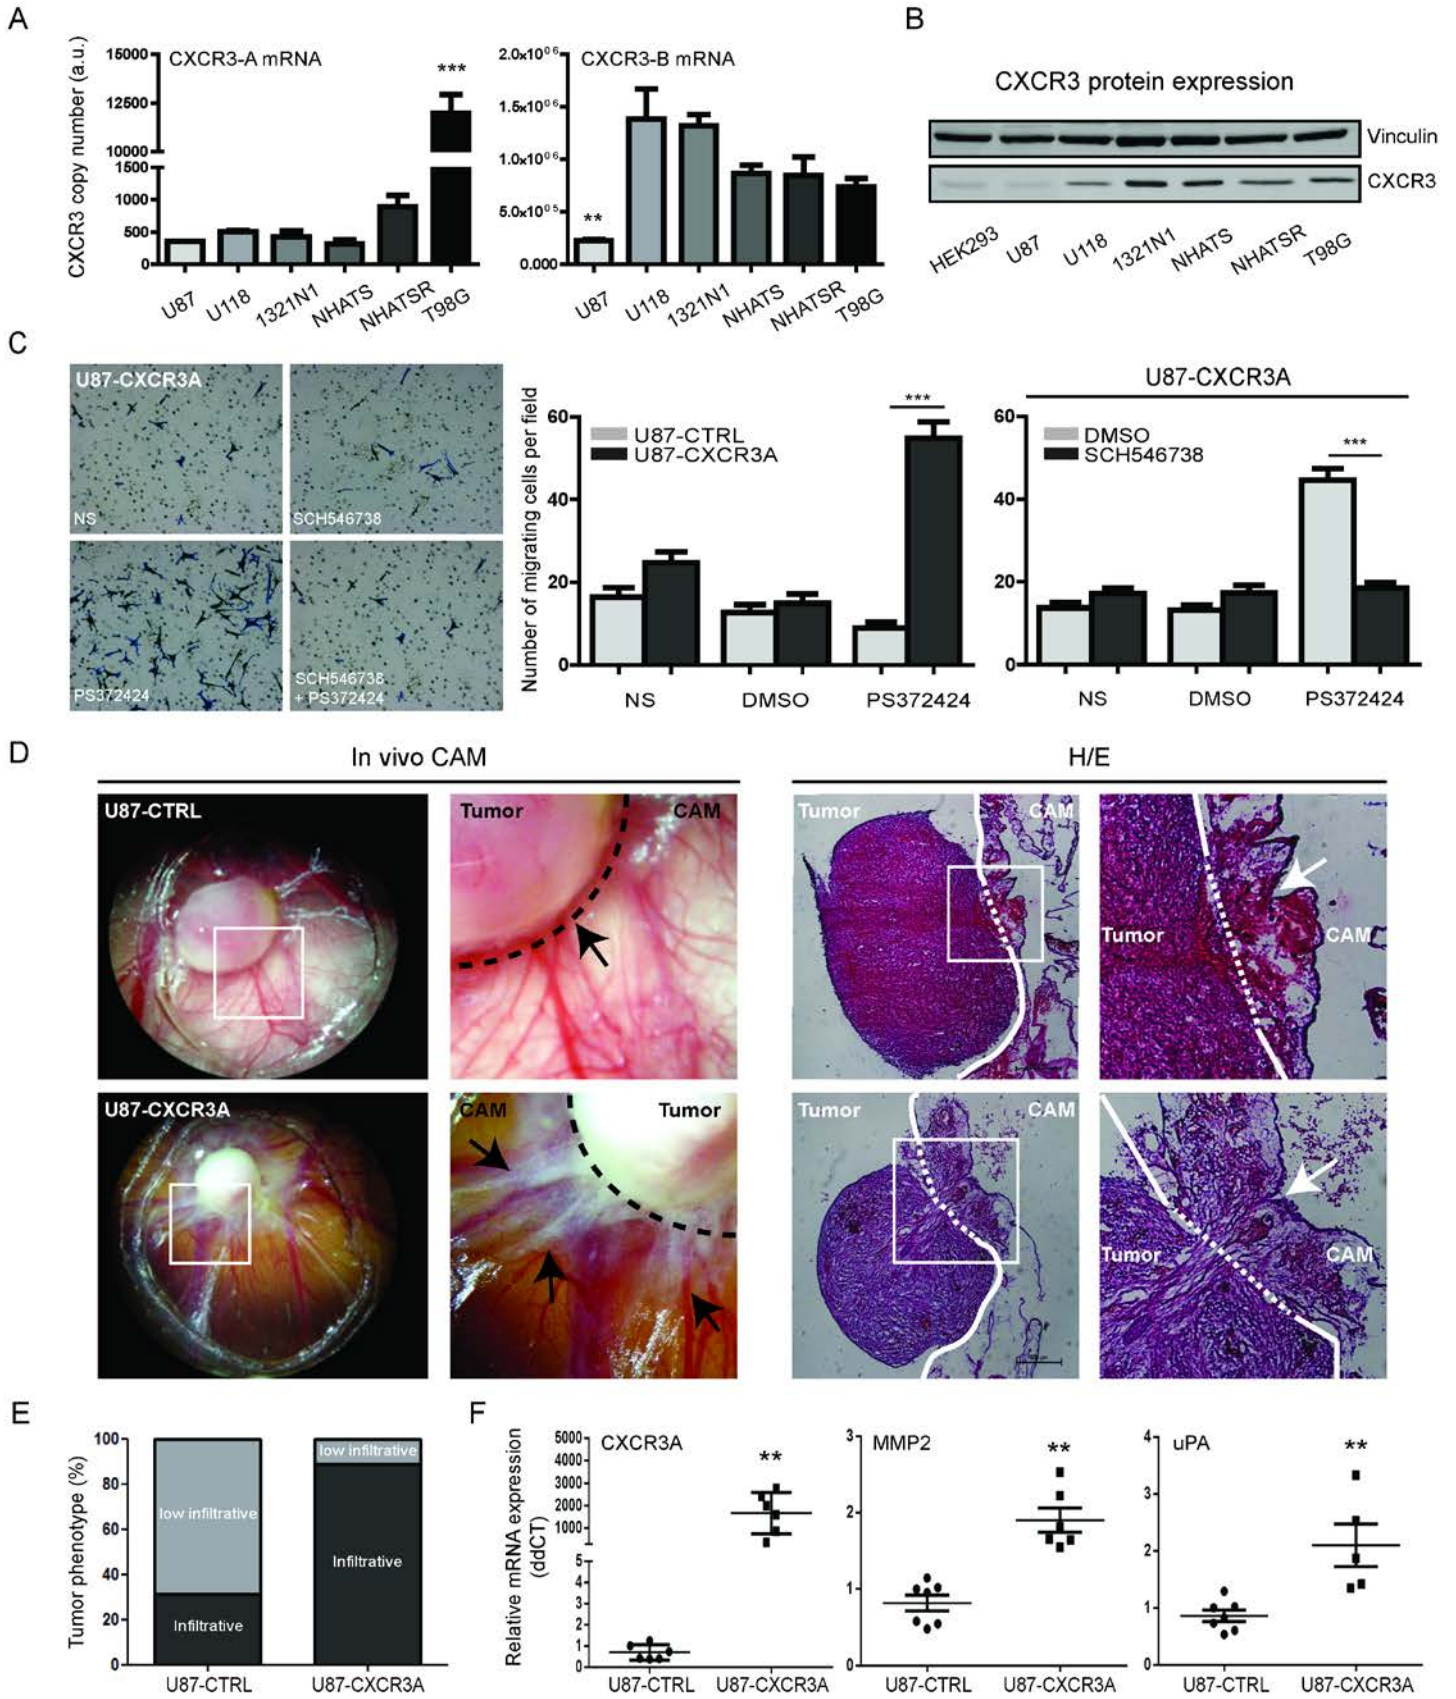 A
CXCR3 copy number (a.u.)
15000
12500
10000
1500
1000
500
0
CXCR3-A mRNA
***
U87
U118
1321N1
NHATS
NHATSR
T98G
2.0x10⁰⁶
1.5x10⁰⁶
1.0x10⁰⁶
5.0x10⁰⁵
0.000
CXCR3-B mRNA
**
U87
U118
1321N1
NHATS
NHATSR
T98G
B
CXCR3 protein expression
Vinculin
CXCR3
HEK293
U87
U118
1321N1
NHATS
NHATSR
T98G
C
U87-CXCR3A
NS
SCH546738
PS372424
SCH546738
+ PS372424
Number of migrating cells per field
60
40
20
0
U87-CTRL
U87-CXCR3A
***
NS
DMSO
PS372424
U87-CXCR3A
60
40
20
0
DMSO
SCH546738
***
NS
DMSO
PS372424
D
In vivo CAM
H/E
U87-CTRL
Tumor
CAM
Tumor
CAM
Tumor
CAM
U87-CXCR3A
CAM
Tumor
Tumor
CAM
Tumor
CAM
E
Tumor phenotype (%)
100
80
60
40
20
0
low infiltrative
Infiltrative
low infiltrative
Infiltrative
U87-CTRL
U87-CXCR3A
F
Relative mRNA expression
(ddCT)
5000
4000
3000
2000
1000
5
4
3
2
1
0
CXCR3A
**
U87-CTRL
U87-CXCR3A
3
2
1
0
MMP2
**
U87-CTRL
U87-CXCR3A
4
3
2
1
0
uPA
**
U87-CTRL
U87-CXCR3A